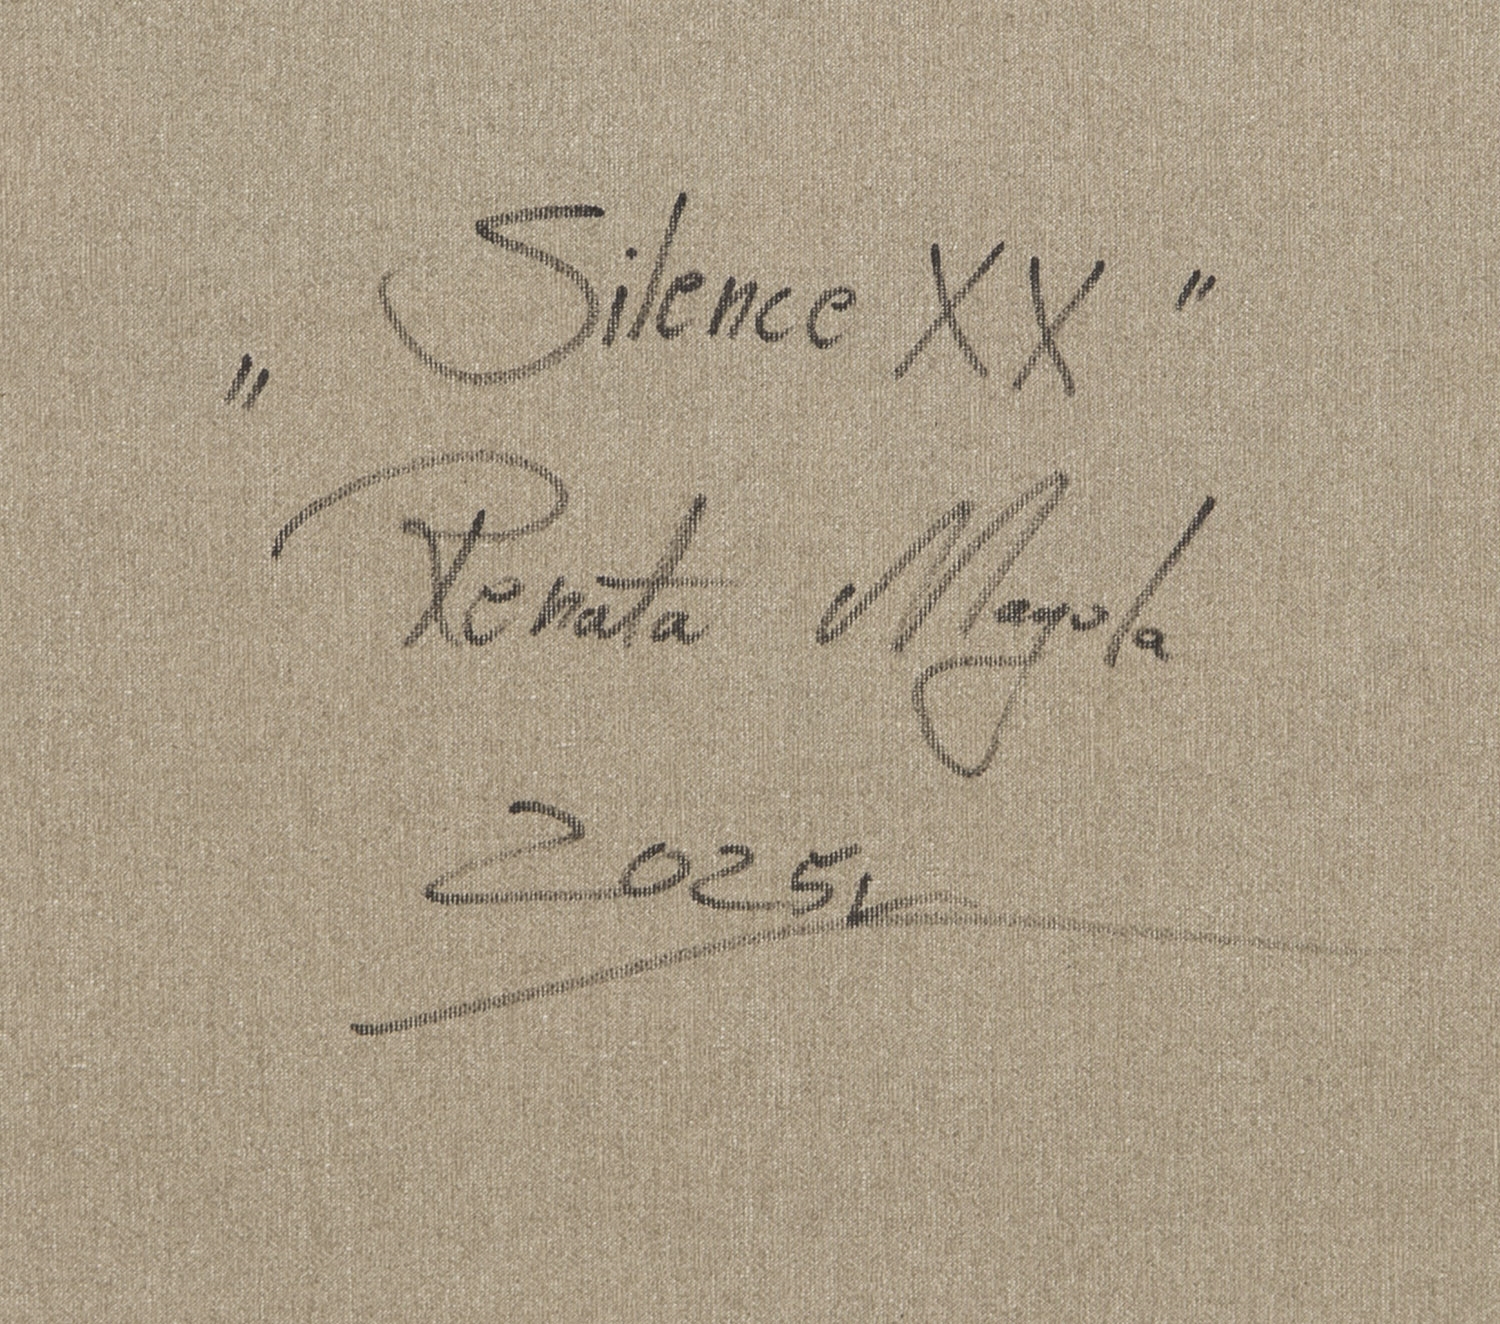 „Silence XX"
Renata Magda
2025r